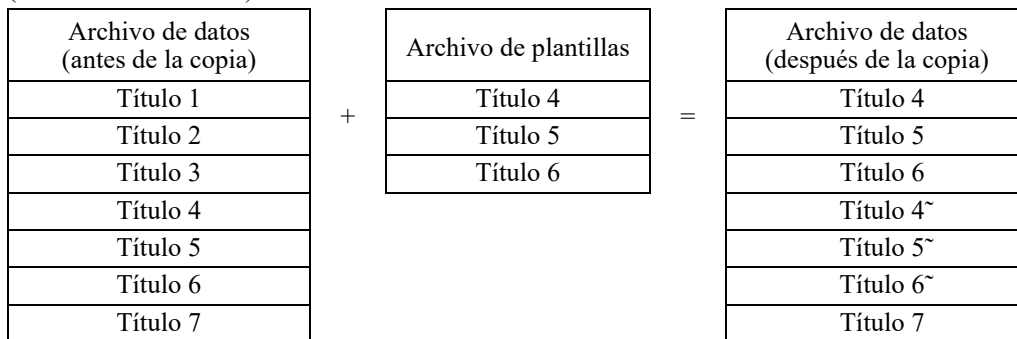 Archivo de datos
(antes de la copia)
Título 1
Título 2
Título 3
Título 4
Título 5
Título 6
Título 7
+
Archivo de plantillas
Título 4
Título 5
Título 6
=
Archivo de datos
(después de la copia)
Título 4
Título 5
Título 6
Título 4˜
Título 5˜
Título 6˜
Título 7